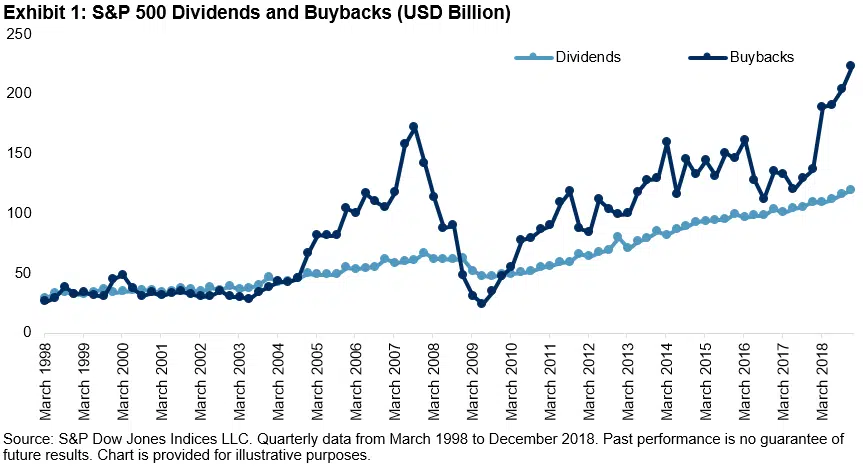 Exhibit 1: S&P 500 Dividends and Buybacks (USD Billion)
250
200
150
100
50
0
Dividends
Buybacks
March 1998
March 1999
March 2000
March 2001
March 2002
March 2003
March 2004
March 2005
March 2006
March 2007
March 2008
March 2009
March 2010
March 2011
March 2012
March 2013
March 2014
March 2015
March 2016
March 2017
March 2018
Source: S&P Dow Jones Indices LLC. Quarterly data from March 1998 to December 2018. Past performance is no guarantee of
future results. Chart is provided for illustrative purposes.